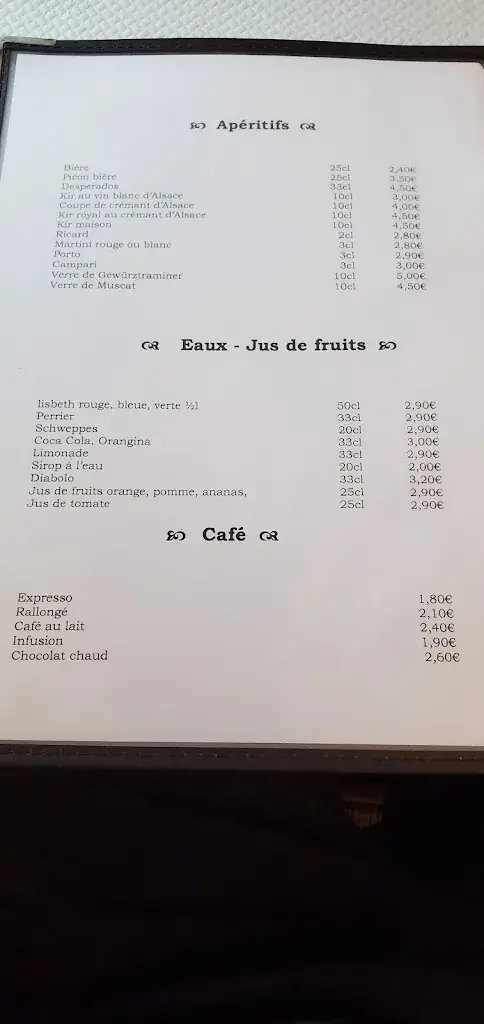 Apéritifs
Bière 25cl 2,40€
Picon bière 25cl 3,50€
Desperados 33cl 4,50€
Kir au vin blanc d'Alsace 10cl 3,00€
Coupe de crémant d'Alsace 10cl 4,00€
Kir royal au crémant d'Alsace 10cl 4,50€
Kir maison 10cl 4,50€
Ricard 2cl 2,80€
Martini rouge ou blanc 3cl 2,80€
Porto 3cl 2,90€
Campari 3cl 3,00€
Verre de Gewürztraminer 10cl 5,00€
Verre de Muscat 10cl 4,50€
Eaux - Jus de fruits
lisbeth rouge, bleue, verte ½l 50cl 2,90€
Perrier 33cl 2,90€
Schweppes 20cl 2,90€
Coca Cola, Orangina 33cl 3,00€
Limonade 33cl 2,90€
Sirop à l'eau 20cl 2,00€
Diabolo 33cl 3,20€
Jus de fruits orange, pomme, ananas, 25cl 2,90€
Jus de tomate 25cl 2,90€
Café
Expresso 1,80€
Rallongé 2,10€
Café au lait 2,40€
Infusion 1,90€
Chocolat chaud 2,60€